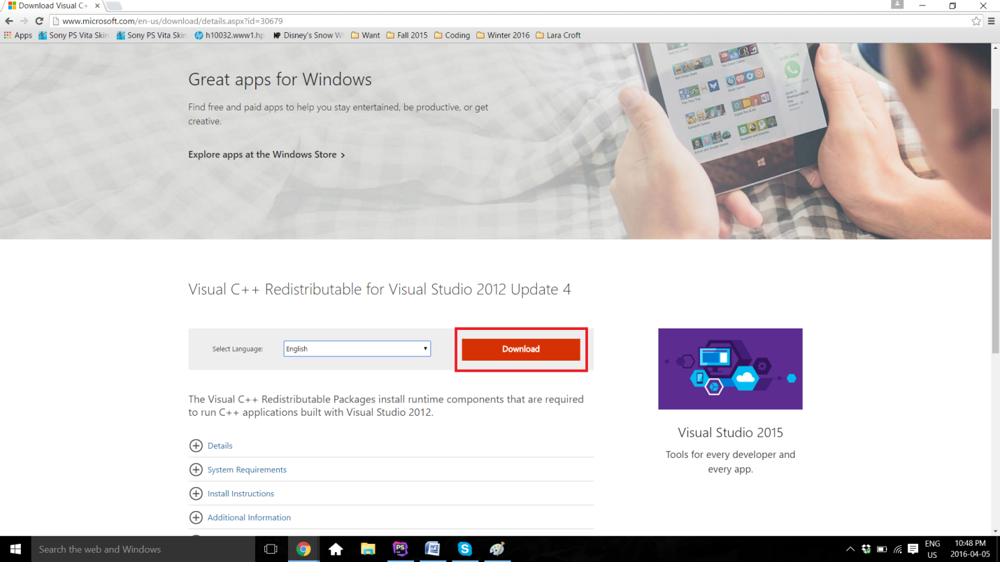 Download Visual C+
www.microsoft.com/en-us/download/details.aspx?id=30679
Apps Sony PS Vita Skin Sony PS Vita Skin h10032.www1.hp Disney's Snow W Want Fall 2015 Coding Winter 2016 Lara Croft
Great apps for Windows
Find free and paid apps to help you stay entertained, be productive, or get
creative.
Explore apps at the Windows Store >
Visual C++ Redistributable for Visual Studio 2012 Update 4
Select Language: English Download
The Visual C++ Redistributable Packages install runtime components that are required
to run C++ applications built with Visual Studio 2012.
Details
System Requirements
Install Instructions
Additional Information
Visual Studio 2015
Tools for every developer and
every app.
Search the web and Windows
ENG
US
10:48 PM
2016-04-05